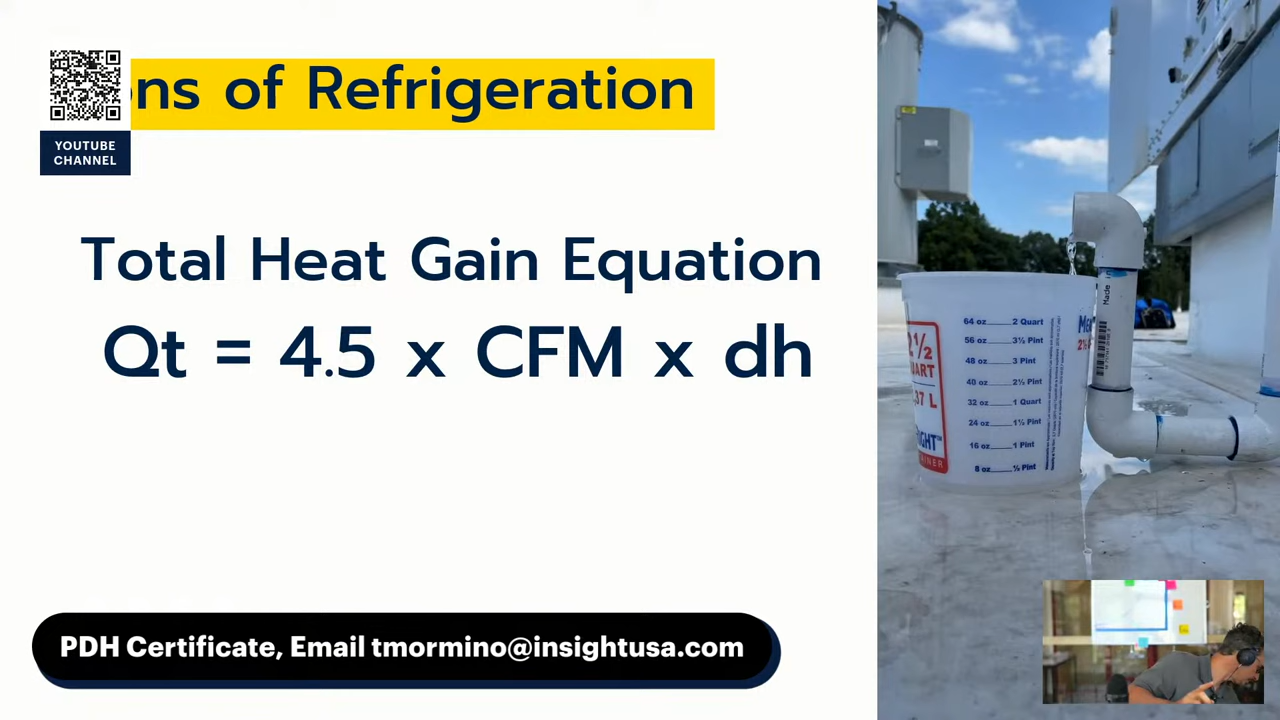 ons of Refrigeration
YOUTUBE
CHANNEL
Total Heat Gain Equation
Qt = 4.5 x CFM x dh
PDH Certificate, Email tmormino@insightusa.com
64 oz 2 Quart
56 oz 3½ Pint
48 oz 3 Pint
40 oz 2½ Pint
32 oz 1 Quart
24 oz 1½ Pint
16 oz 1 Pint
8 oz ½ Pint
2½
Made